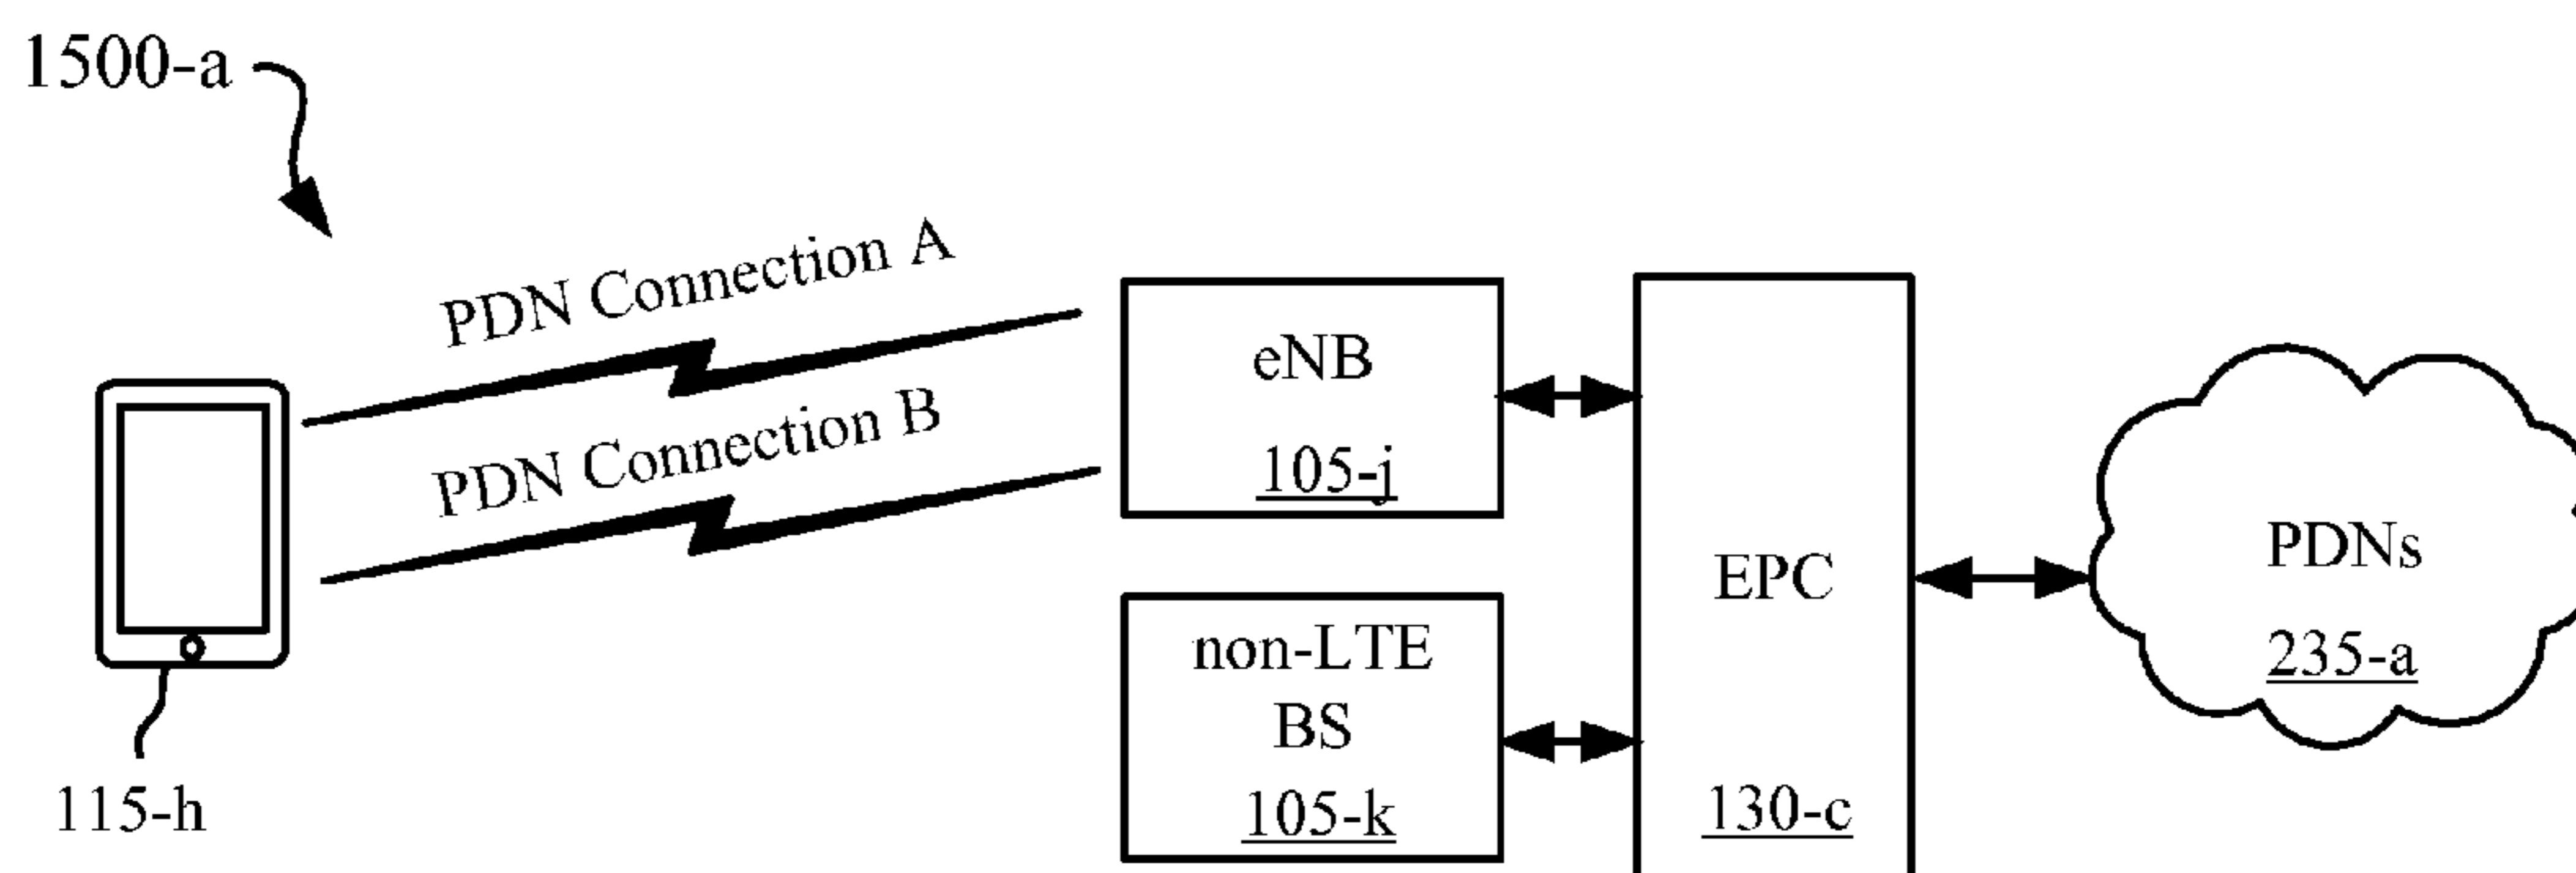 1500-a
PDN Connection A
PDN Connection B
115-h
eNB
105-j
non-LTE
BS
105-k
EPC
130-c
PDNs
235-a